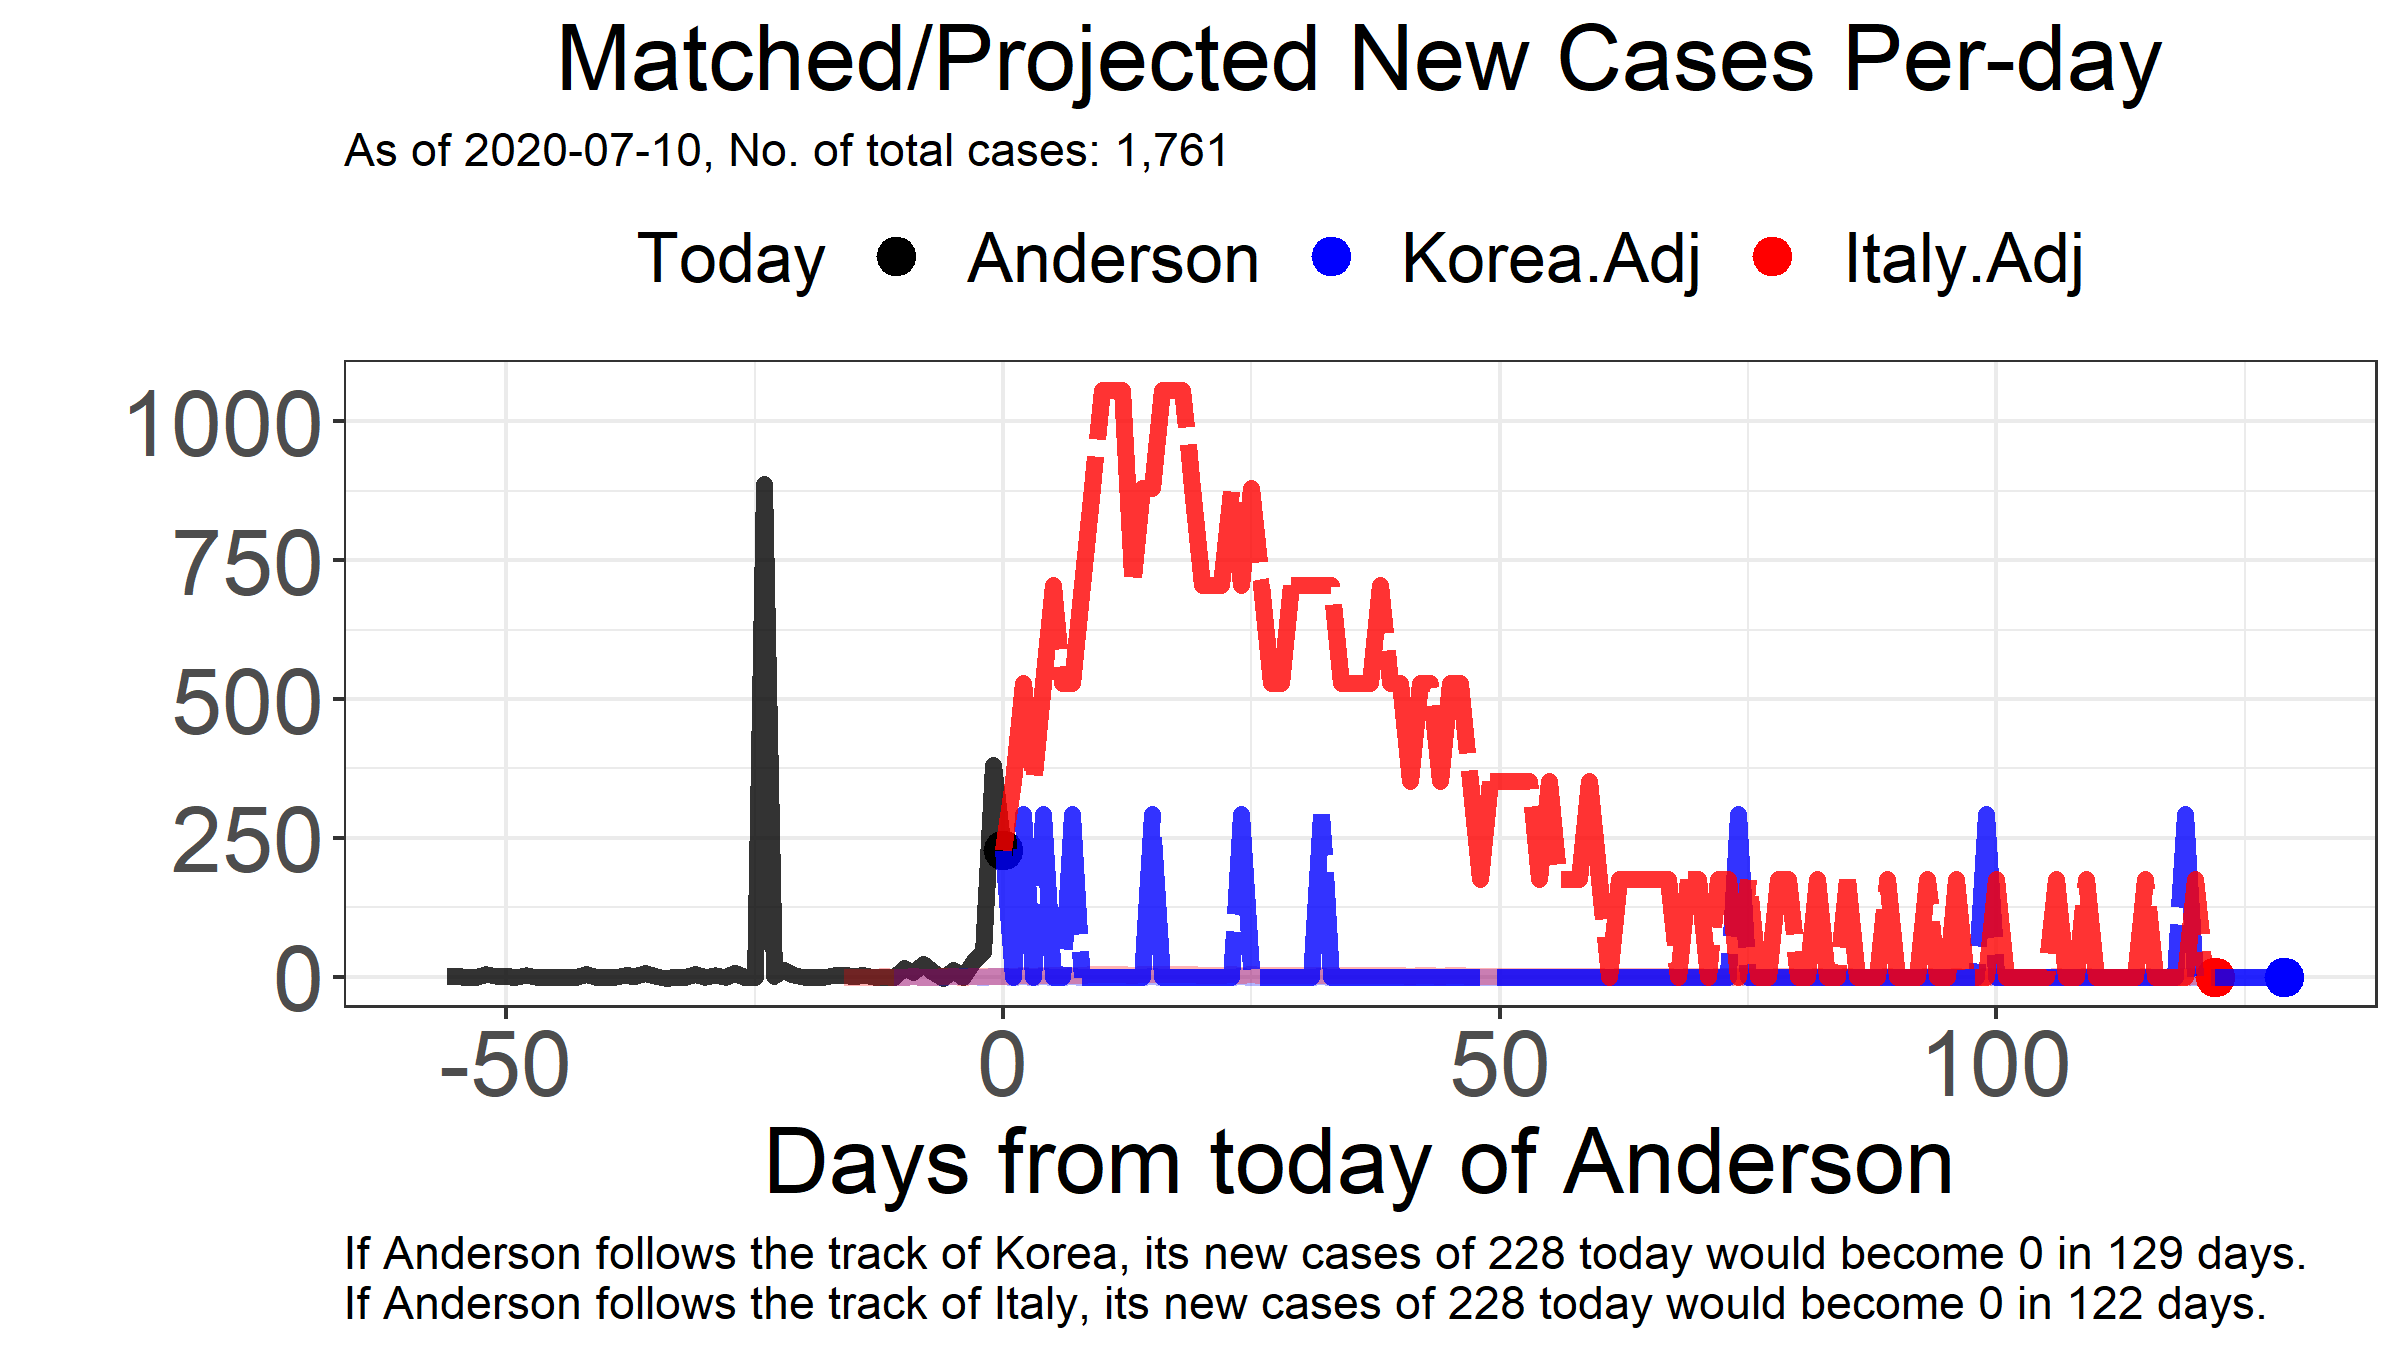 Matched/Projected New Cases Per-day
As of 2020-07-10, No. of total cases: 1,761
Today Anderson Korea.Adj Italy.Adj
1000
750
500
250
0
-50 0 50 100
Days from today of Anderson
If Anderson follows the track of Korea, its new cases of 228 today would become 0 in 129 days.
If Anderson follows the track of Italy, its new cases of 228 today would become 0 in 122 days.